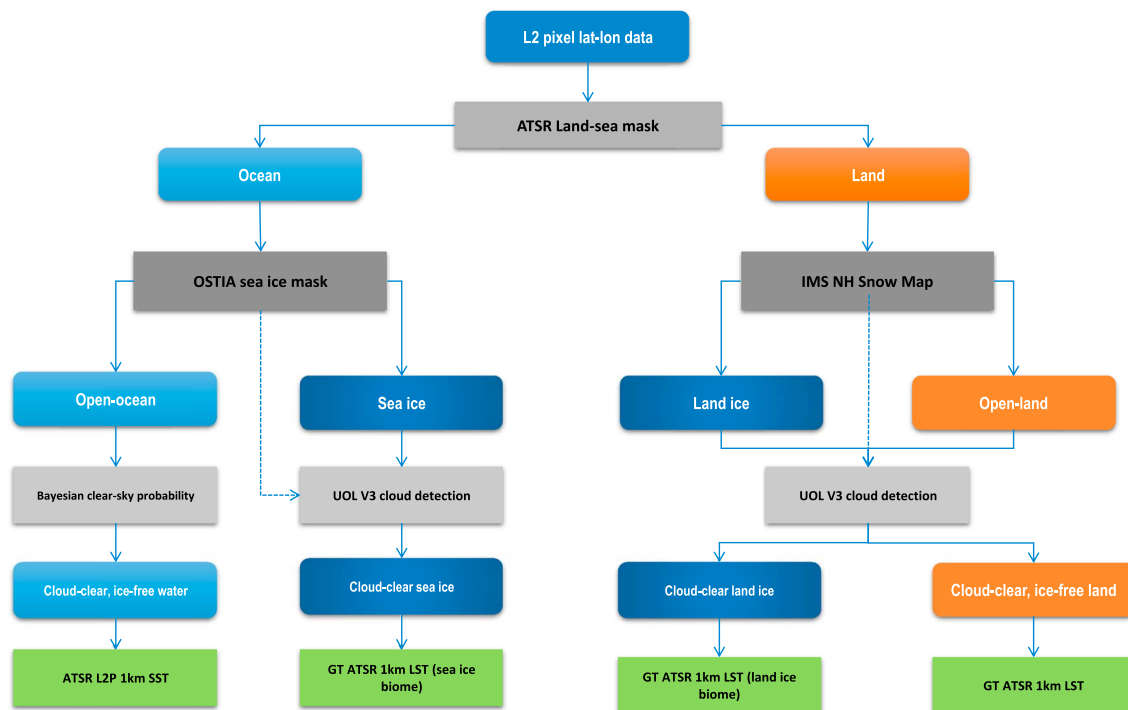 L2 pixel lat-lon data
ATSR Land-sea mask
Ocean
Land
OSTIA sea ice mask
IMS NH Snow Map
Open-ocean
Sea ice
Land ice
Open-land
Bayesian clear-sky probability
UOL V3 cloud detection
UOL V3 cloud detection
Cloud-clear, ice-free water
Cloud-clear sea ice
Cloud-clear land ice
Cloud-clear, ice-free land
ATSR L2P 1km SST
GT ATSR 1km LST (sea ice
biome)
GT ATSR 1km LST (land ice
biome)
GT ATSR 1km LST